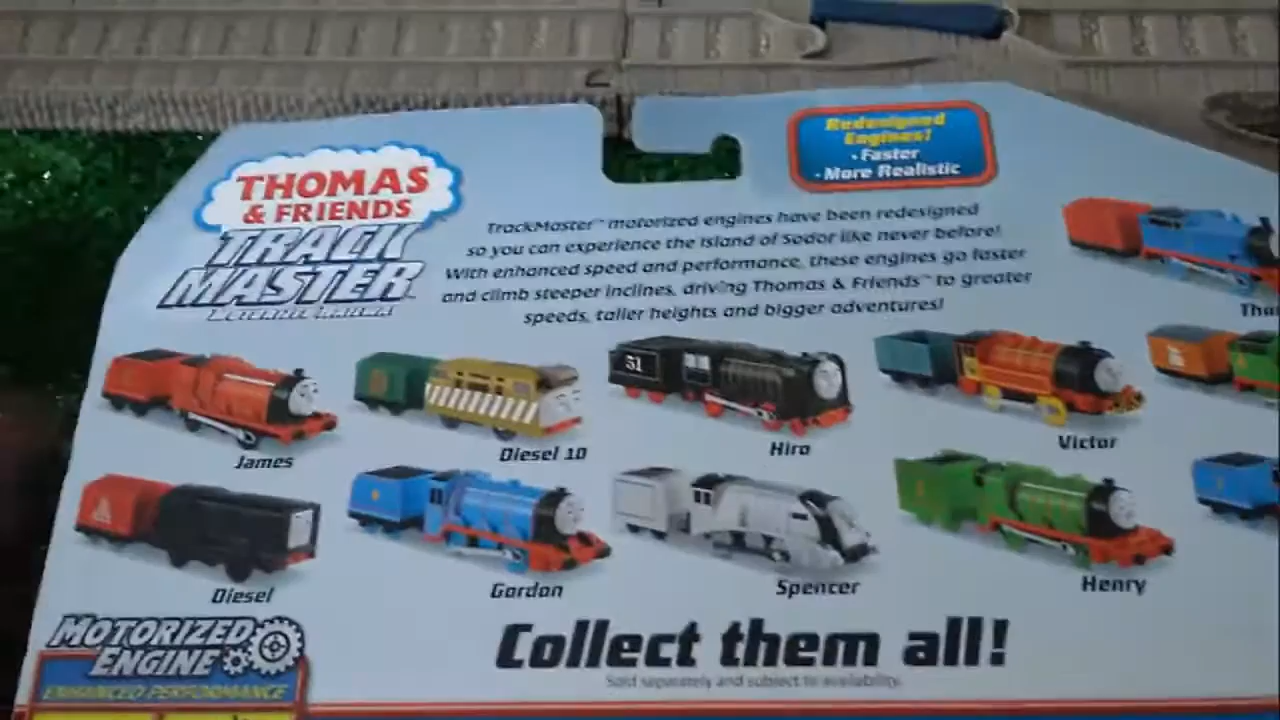 THOMAS
& FRIENDS
TRACK
MASTER
Redesigned
Engines!
• Faster
• More Realistic
TrackMaster™ motorized engines have been redesigned
so you can experience the Island of Sodor like never before!
With enhanced speed and performance, these engines go faster
and climb steeper inclines, driving Thomas & Friends™ to greater
speeds, taller heights and bigger adventures!
Tho
51
James
Diesel 10
Hiro
Victor
Diesel
Gordon
Spencer
Henry
MOTORIZED
ENGINE
ENHANCED PERFORMANCE
Collect them all!
Sold separately and subject to availability.